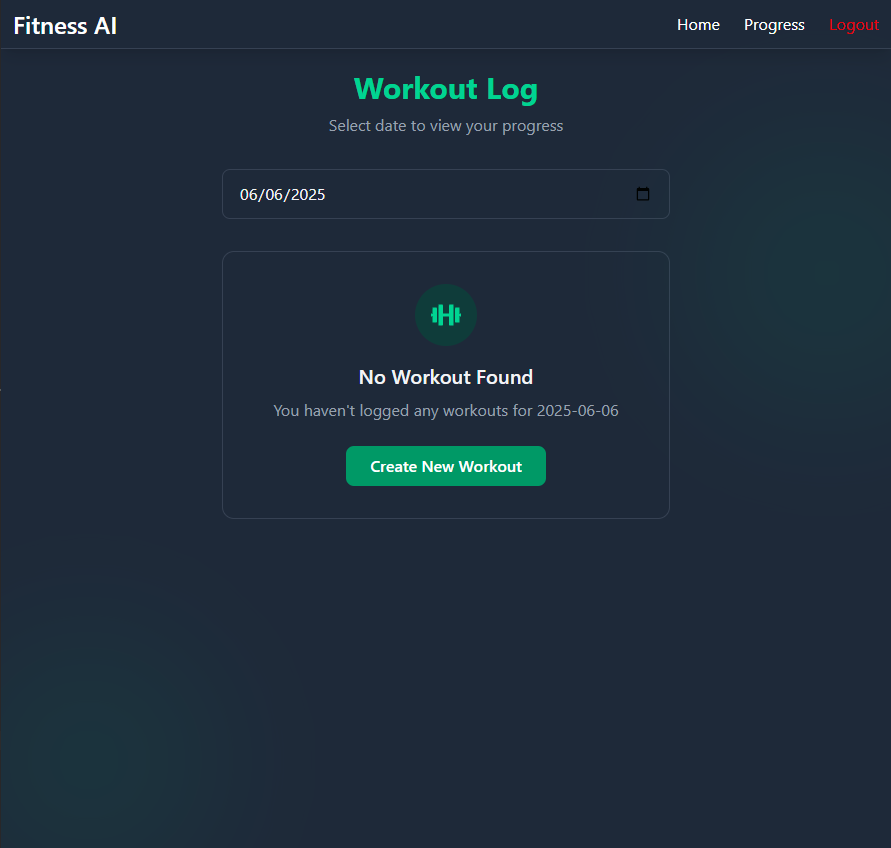 Fitness AI
Home Progress Logout
Workout Log
Select date to view your progress
06/06/2025
No Workout Found
You haven't logged any workouts for 2025-06-06
Create New Workout